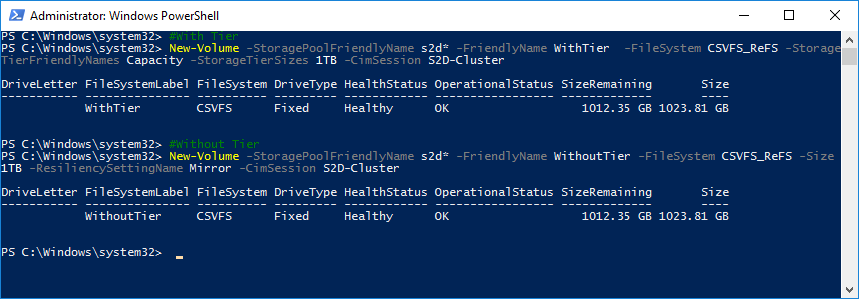 Administrator: Windows PowerShell
PS C:\Windows\system32> #With Tier
PS C:\Windows\system32> New-Volume -StoragePoolFriendlyName s2d* -FriendlyName WithTier  -FileSystem CSVFS_ReFS -Storage
TierFriendlyNames Capacity -StorageTierSizes 1TB -CimSession S2D-Cluster
DriveLetter FileSystemLabel FileSystem DriveType HealthStatus OperationalStatus SizeRemaining       Size
----------- --------------- ---------- --------- ------------ ----------------- -------------       ----
            WithTier        CSVFS      Fixed     Healthy      OK                   1012.35 GB 1023.81 GB
PS C:\Windows\system32> #Without Tier
PS C:\Windows\system32> New-Volume -StoragePoolFriendlyName s2d* -FriendlyName WithoutTier -FileSystem CSVFS_ReFS -Size
1TB -ResiliencySettingName Mirror -CimSession S2D-Cluster
DriveLetter FileSystemLabel FileSystem DriveType HealthStatus OperationalStatus SizeRemaining       Size
----------- --------------- ---------- --------- ------------ ----------------- -------------       ----
            WithoutTier     CSVFS      Fixed     Healthy      OK                   1012.35 GB 1023.81 GB
PS C:\Windows\system32>